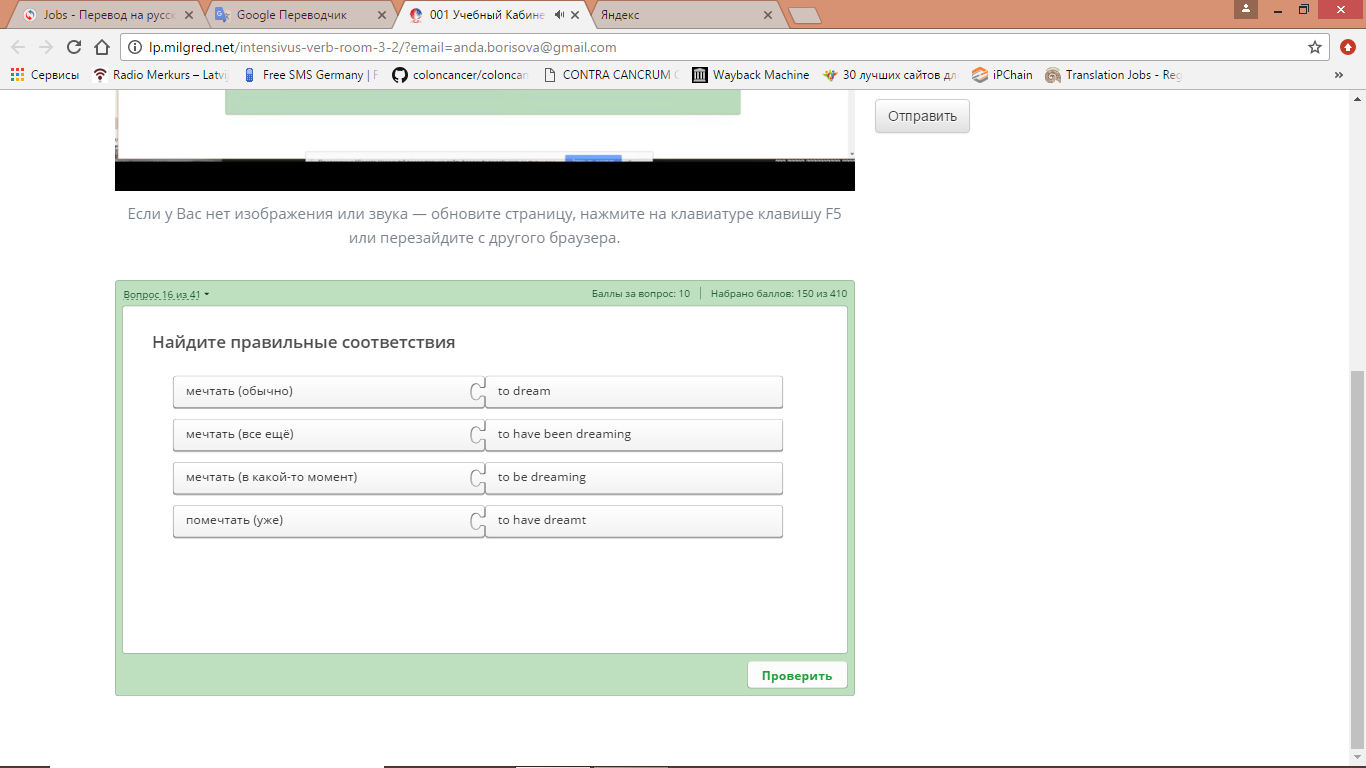 Jobs - Перевод на русск
Google Переводчик
001 Учебный Кабине
Яндекс
lp.milgred.net/intensivus-verb-room-3-2/?email=anda.borisova@gmail.com
Сервисы
Radio Merkurs – Latvij
Free SMS Germany | F
coloncancer/coloncan
CONTRA CANCRUM C
Wayback Machine
30 лучших сайтов для
iPChain
Translation Jobs - Reg
»
Отправить
Если у Вас нет изображения или звука — обновите страницу, нажмите на клавиатуре клавишу F5
или перезайдите с другого браузера.
Вопрос 16 из 41
Баллы за вопрос: 10 | Набрано баллов: 150 из 410
Найдите правильные соответствия
мечтать (обычно) to dream
мечтать (все ещё) to have been dreaming
мечтать (в какой-то момент) to be dreaming
помечтать (уже) to have dreamt
Проверить